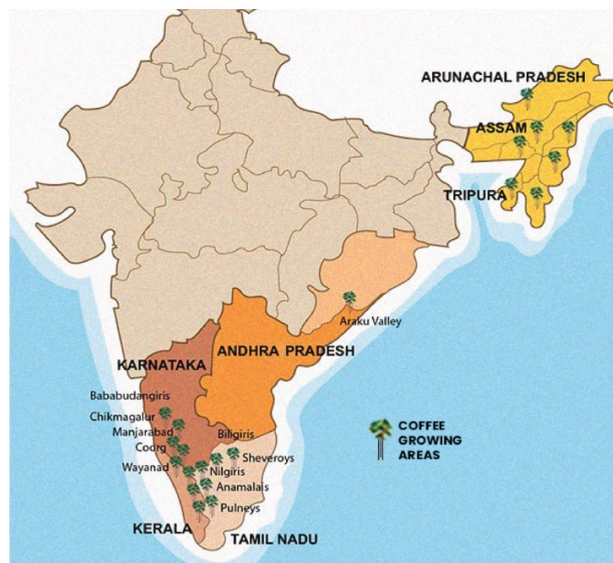 ARUNACHAL PRADESH
ASSAM
TRIPURA
Araku Valley
ANDHRA PRADESH
KARNATAKA
Bababudangiris
Chikmagalur
Manjarabad
Biligiris
Coorg
Sheveroys
Wayanad
Nilgiris
Anamalais
Pulneys
KERALA
TAMIL NADU
COFFEE
GROWING
AREAS